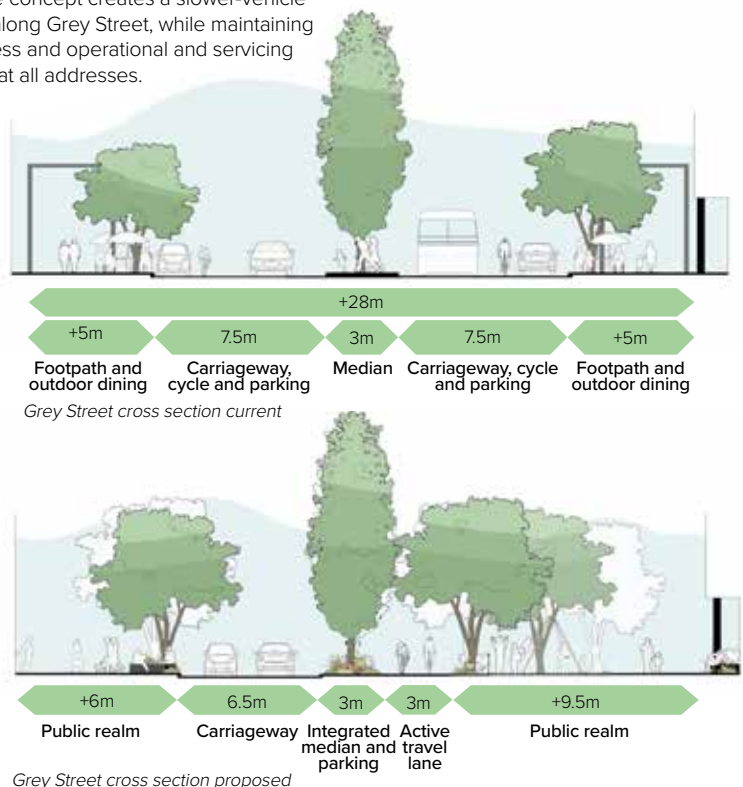 concept creates a slower-vehicle
along Grey Street, while maintaining
ess and operational and servicing
at all addresses.
+28m
+5m
7.5m
3m
7.5m
+5m
Footpath and
outdoor dining
Carriageway,
cycle and parking
Median
Carriageway, cycle
and parking
Footpath and
outdoor dining
Grey Street cross section current
+6m
6.5m
3m
3m
+9.5m
Public realm
Carriageway
Integrated
median and
parking
Active
travel
lane
Public realm
Grey Street cross section proposed